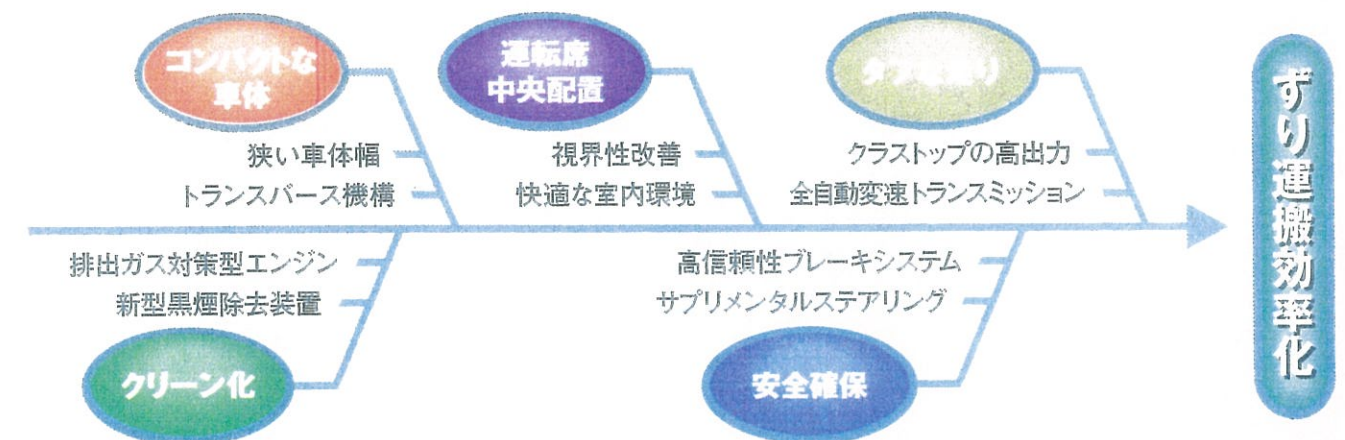 コンパクトな
車体
狭い車体幅
トランスバース機構
運転席
中央配置
視界性改善
快適な室内環境
クラストップの高出力
全自動変速トランスミッション
排出ガス対策型エンジン
新型黒煙除去装置
クリーン化
高信頼性ブレーキシステム
サプリメンタルステアリング
安全確保
ずり運搬効率化